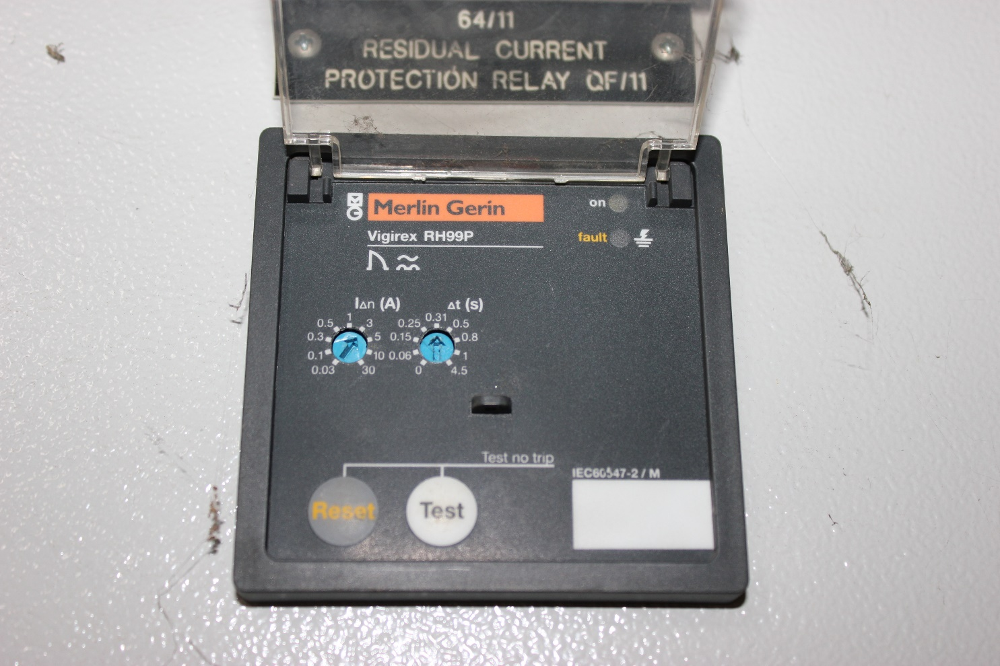 64/11
RESIDUAL CURRENT
PROTECTION RELAY QF/11
MG Merlin Gerin
on
Vigirex RH99P
fault
I∆n (A)
∆t (s)
0.03 0.1 0.3 0.5 1 3 5 10 30
0 0.06 0.15 0.25 0.31 0.5 0.8 1 4.5
Test no trip
IEC60547-2 / M
Reset
Test